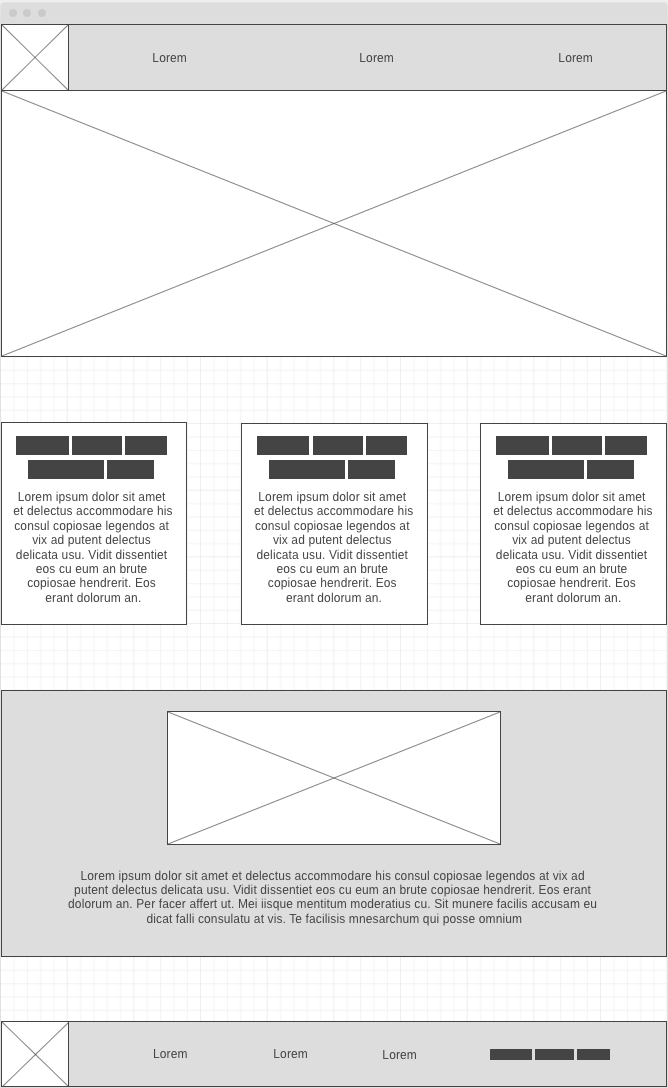 Lorem
Lorem
Lorem
Lorem ipsum dolor sit amet
et delectus accommodare his
consul copiosae legendos at
vix ad putent delectus
delicata usu. Vidit dissentiet
eos cu eum an brute
copiosae hendrerit. Eos
erant dolorum an.
Lorem ipsum dolor sit amet
et delectus accommodare his
consul copiosae legendos at
vix ad putent delectus
delicata usu. Vidit dissentiet
eos cu eum an brute
copiosae hendrerit. Eos
erant dolorum an.
Lorem ipsum dolor sit amet
et delectus accommodare his
consul copiosae legendos at
vix ad putent delectus
delicata usu. Vidit dissentiet
eos cu eum an brute
copiosae hendrerit. Eos
erant dolorum an.
Lorem ipsum dolor sit amet et delectus accommodare his consul copiosae legendos at vix ad
putent delectus delicata usu. Vidit dissentiet eos cu eum an brute copiosae hendrerit. Eos erant
dolorum an. Per facer affert ut. Mei iisque mentitum moderatius cu. Sit munere facilis accusam eu
dicat falli consulatu at vis. Te facilisis mnesarchum qui posse omnium
Lorem
Lorem
Lorem